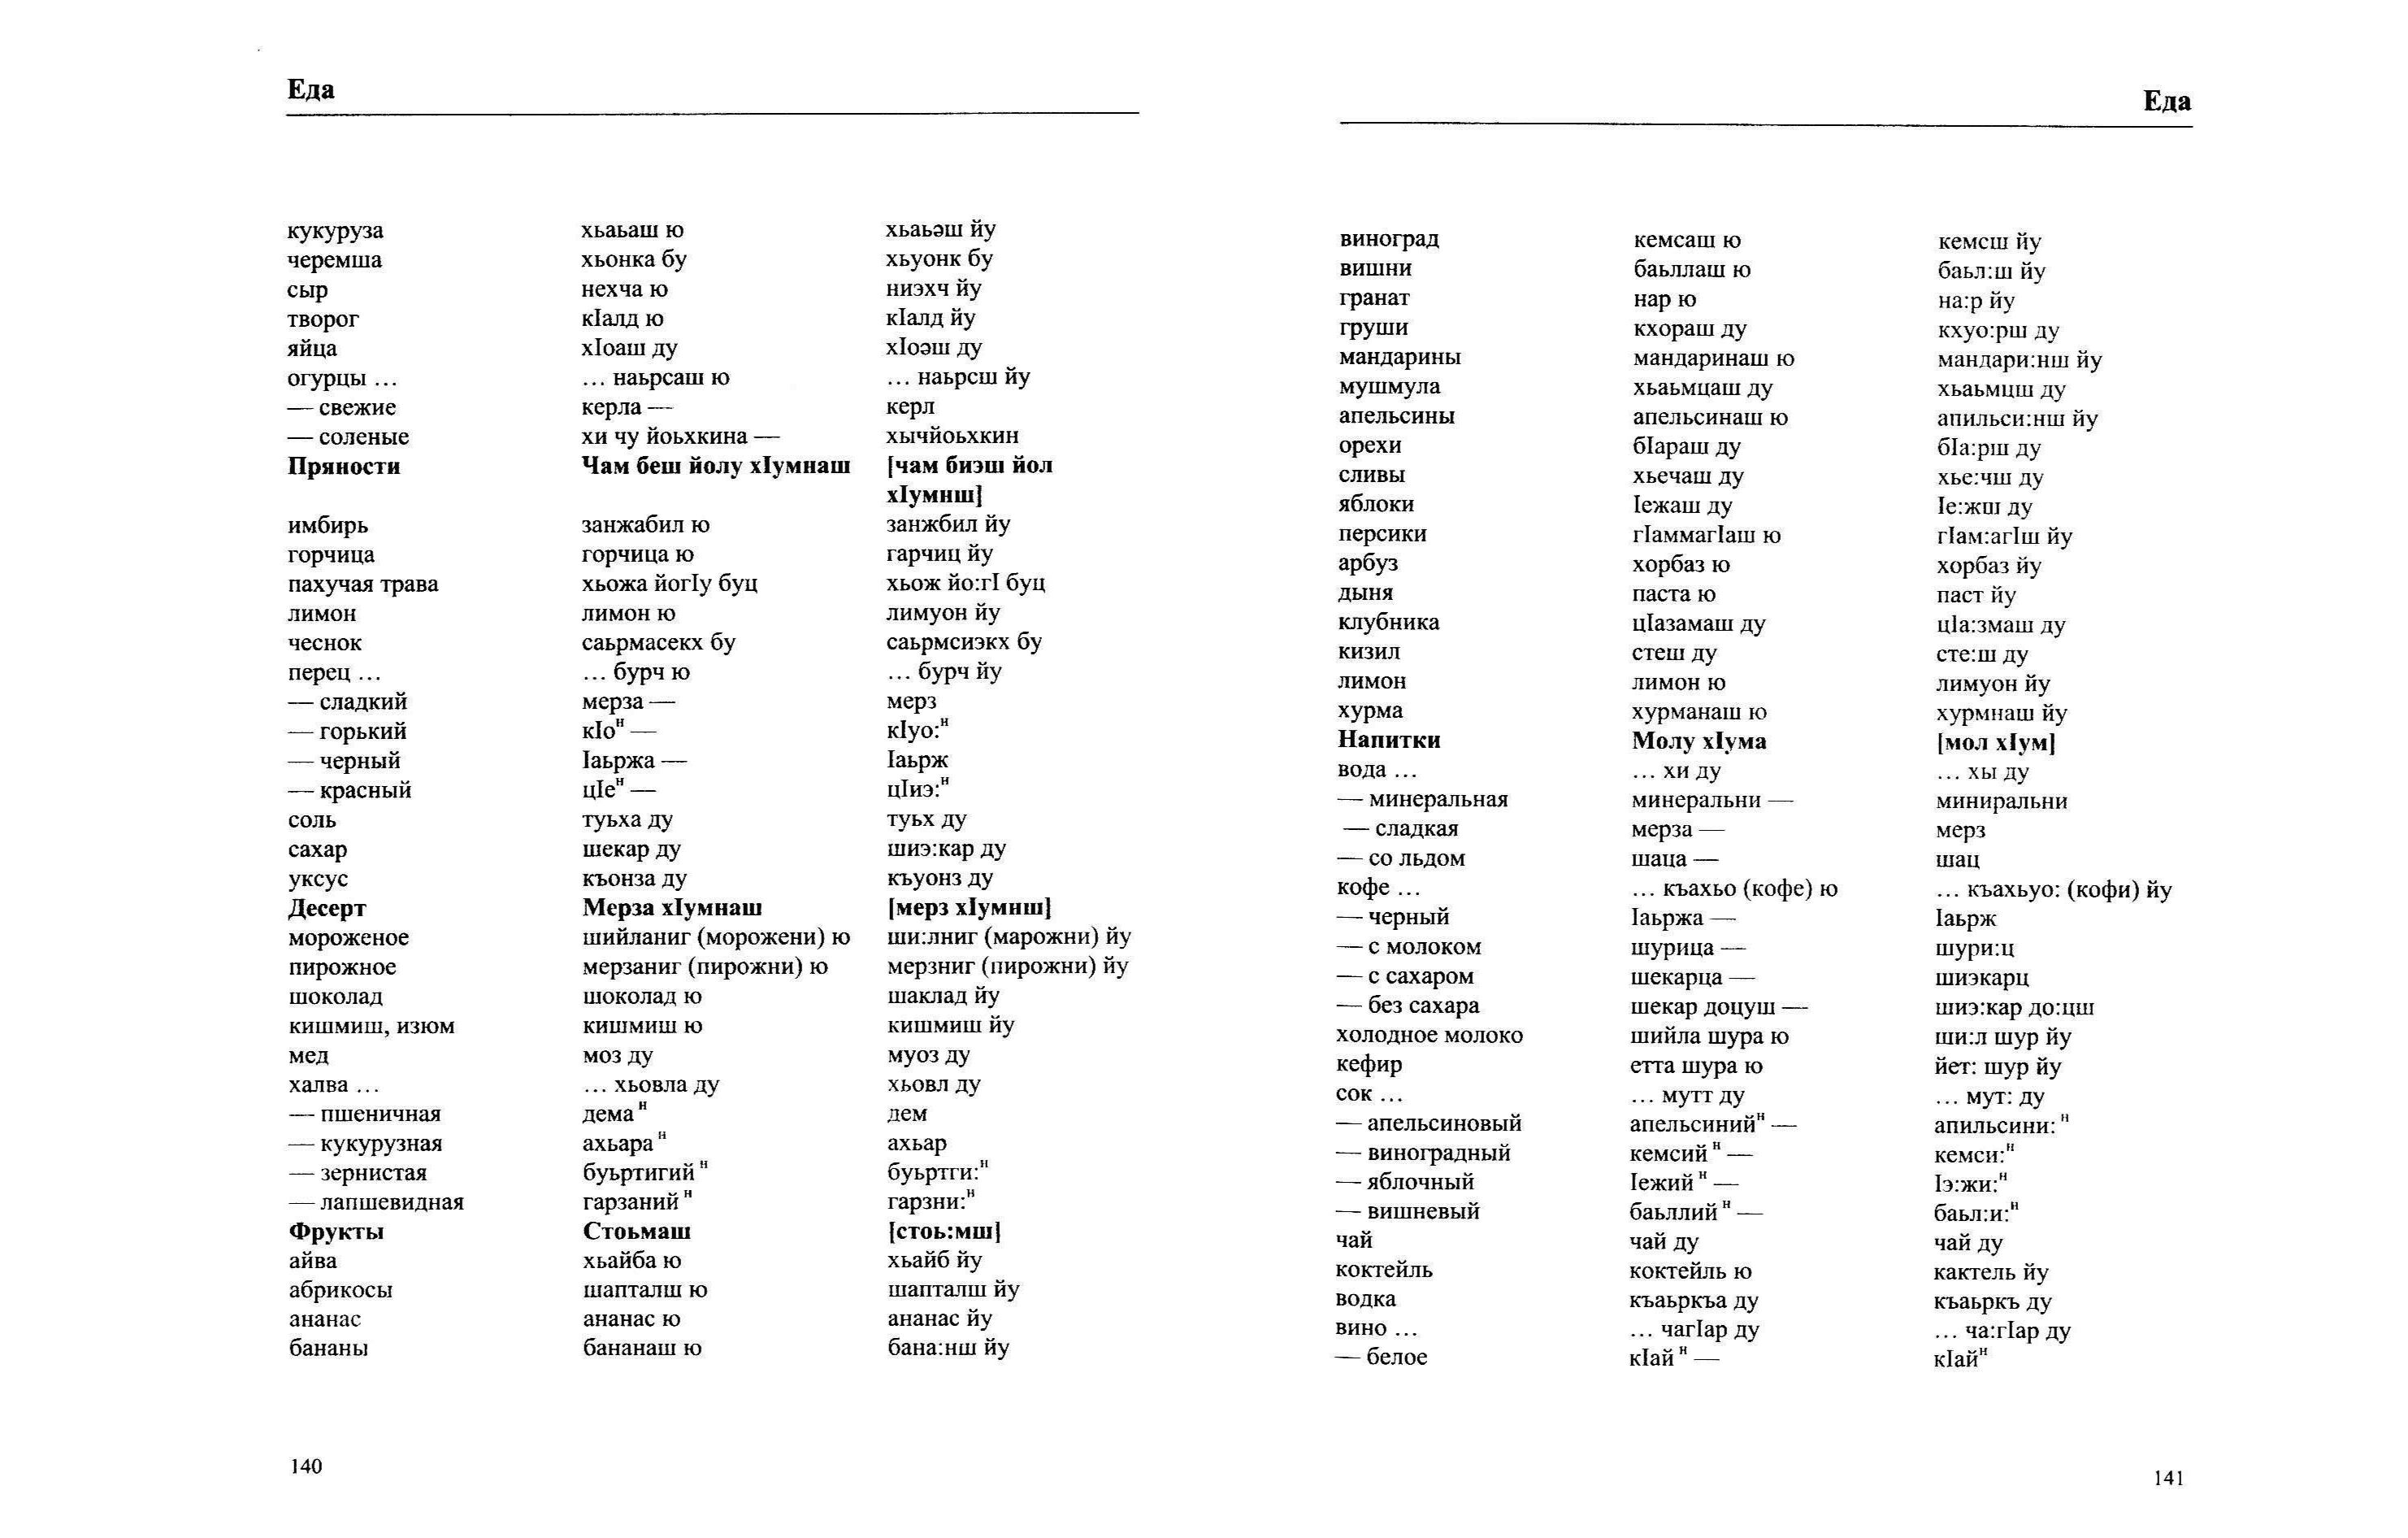 Еда
кукуруза хьаьаш ю хьаьэш йу
черемша хьонка бу хьуонк бу
сыр нехча ю ниэхч йу
творог кIалд ю кIалд йу
яйца хIоаш ду хIоэш ду
огурцы ... ... наьрсаш ю ... наьрсш йу
— свежие керла — керл
— соленые хи чу йоьхкина — хычйоьхкин
Пряности Чам беш йолу хIумнаш [чам биэш йол
хIумнш]
имбирь занжабил ю занжбил йу
горчица горчица ю гарчиц йу
пахучая трава хьожа йогIу буц хьож йо:гI буц
лимон лимон ю лимуон йу
чеснок саьрмасекх бу саьрмсиэкх бу
перец ... ... бурч ю ... бурч йу
— сладкий мерза — мерз
— горький кIоⁿ — кIуо:ⁿ
— черный Iаьржа — Iаьрж
— красный цIеⁿ — цIиэ:ⁿ
соль туьха ду туьх ду
сахар шекар ду шиэ:кар ду
уксус къонза ду къуонз ду
Десерт Мерза хIумнаш [мерз хIумнш]
мороженое шийланиг (морожени) ю ши:лниг (марожни) йу
пирожное мерзаниг (пирожни) ю мерзниг (пирожни) йу
шоколад шоколад ю шаклад йу
кишмиш, изюм кишмиш ю кишмиш йу
мед моз ду муоз ду
халва ... ... хьовла ду хьовл ду
— пшеничная демаⁿ дем
— кукурузная ахьараⁿ ахьар
— зернистая буьртигийⁿ буьртги:ⁿ
— лапшевидная гарзанийⁿ гарзни:ⁿ
Фрукты Стоьмаш [стоь:мш]
айва хьайба ю хьайб йу
абрикосы шапталш ю шапталш йу
ананас ананас ю ананас йу
бананы бананаш ю бана:нш йу
140
Еда
виноград кемсаш ю кемсш йу
вишни баьллаш ю баьл:ш йу
гранат нар ю на:р йу
груши кхораш ду кхуо:рш ду
мандарины мандаринаш ю мандари:нш йу
мушмула хьаьмцаш ду хьаьмцш ду
апельсины апельсинаш ю апильси:нш йу
орехи бIараш ду бIа:рш ду
сливы хьечаш ду хье:чш ду
яблоки Iежаш ду Iе:жш ду
персики гIаммагIаш ю гIам:агIш йу
арбуз хорбаз ю хорбаз йу
дыня паста ю паст йу
клубника цIазамаш ду цIа:змаш ду
кизил стеш ду сте:ш ду
лимон лимон ю лимуон йу
хурма хурманаш ю хурмнаш йу
Напитки Молу хIума [мол хIум]
вода ... ... хи ду ... хы ду
— минеральная минеральни — миниральни
— сладкая мерза — мерз
— со льдом шаца — шац
кофе ... ... къахьо (кофе) ю ... къахьуо: (кофи) йу
— черный Iаьржа — Iаьрж
— с молоком шурица — шури:ц
— с сахаром шекарца — шиэкарц
— без сахара шекар доцуш — шиэ:кар до:цш
холодное молоко шийла шура ю ши:л шур йу
кефир етта шура ю йет: шур йу
сок ... ... мутт ду ... мут: ду
— апельсиновый апельсинийⁿ — апильсини:ⁿ
— виноградный кемсийⁿ — кемси:ⁿ
— яблочный Iежийⁿ — Iэ:жи:ⁿ
— вишневый баьллийⁿ — баьл:и:ⁿ
чай чай ду чай ду
коктейль коктейль ю кактель йу
водка къаьркъа ду къаьркъ ду
вино ... ... чагIар ду ... ча:гIар ду
— белое кIайⁿ — кIайⁿ
141